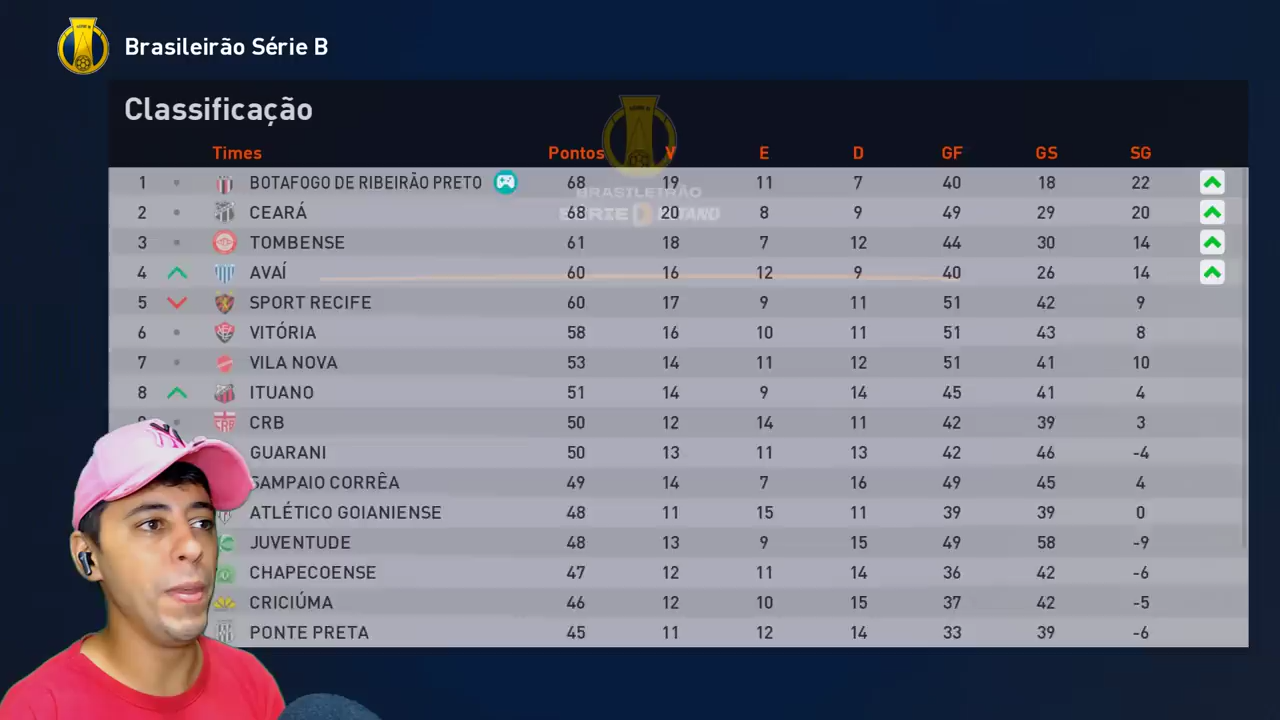 Brasileirão Série B
Classificação
Times Pontos V E D GF GS SG
1 BOTAFOGO DE RIBEIRÃO PRETO 68 19 11 7 40 18 22
2 CEARÁ 68 20 8 9 49 29 20
3 TOMBENSE 61 18 7 12 44 30 14
4 AVAÍ 60 16 12 9 40 26 14
5 SPORT RECIFE 60 17 9 11 51 42 9
6 VITÓRIA 58 16 10 11 51 43 8
7 VILA NOVA 53 14 11 12 51 41 10
8 ITUANO 51 14 9 14 45 41 4
9 CRB 50 12 14 11 42 39 3
GUARANI 50 13 11 13 42 46 -4
SAMPAIO CORRÊA 49 14 7 16 49 45 4
ATLÉTICO GOIANIENSE 48 11 15 11 39 39 0
JUVENTUDE 48 13 9 15 49 58 -9
CHAPECOENSE 47 12 11 14 36 42 -6
CRICIÚMA 46 12 10 15 37 42 -5
PONTE PRETA 45 11 12 14 33 39 -6